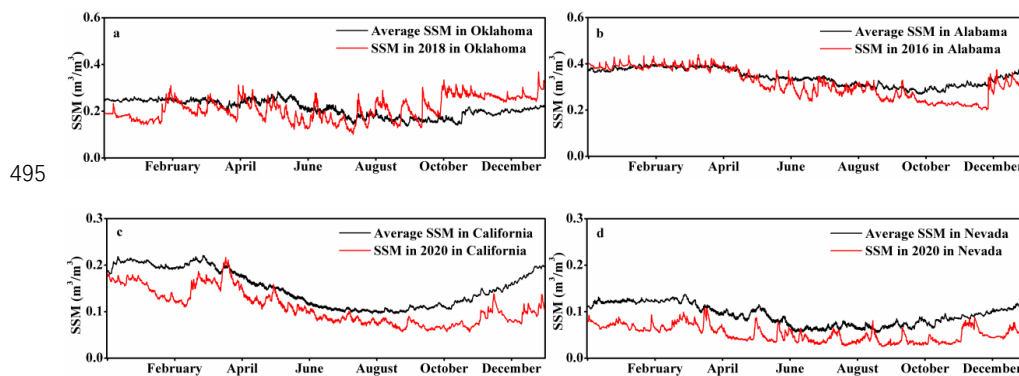 a
Average SSM in Oklahoma
SSM in 2018 in Oklahoma
SSM (m³/m³)
0.6
0.4
0.2
0.0
February April June August October December
b
Average SSM in Alabama
SSM in 2016 in Alabama
SSM (m³/m³)
0.6
0.4
0.2
0.0
February April June August October December
495
c
Average SSM in California
SSM in 2020 in California
SSM (m³/m³)
0.3
0.2
0.1
0.0
February April June August October December
d
Average SSM in Nevada
SSM in 2020 in Nevada
SSM (m³/m³)
0.3
0.2
0.1
0.0
February April June August October December